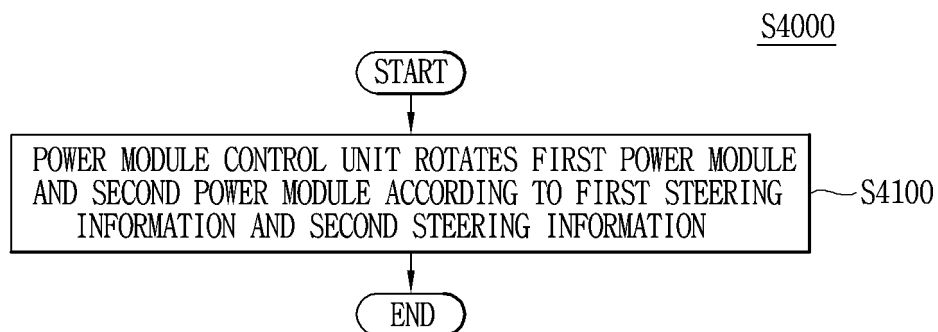 S4000
START
POWER MODULE CONTROL UNIT ROTATES FIRST POWER MODULE
AND SECOND POWER MODULE ACCORDING TO FIRST STEERING
INFORMATION AND SECOND STEERING INFORMATION
S4100
END